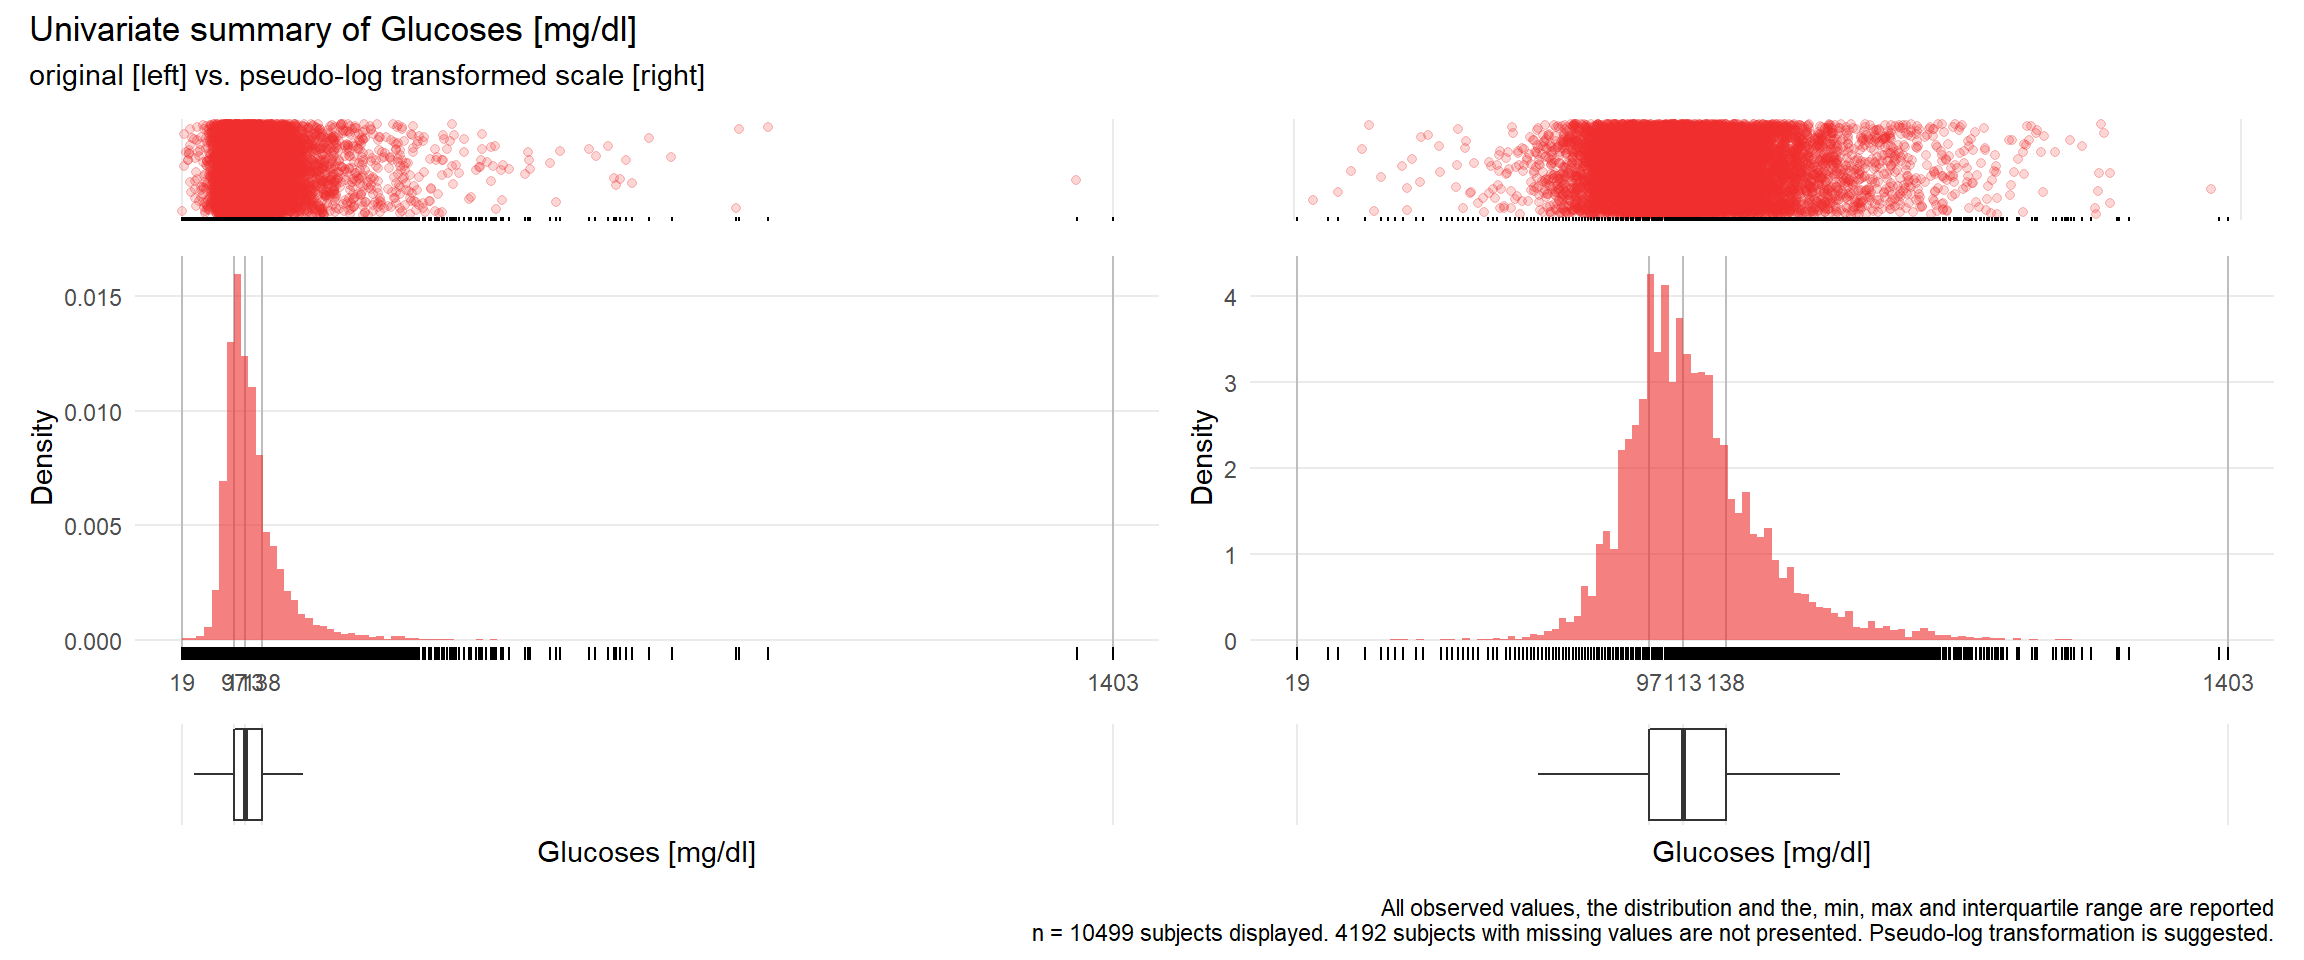 Univariate summary of Glucoses [mg/dl]
original [left] vs. pseudo-log transformed scale [right]
Density
0.015
0.010
0.005
0.000
19 97 113 138 1403
Glucoses [mg/dl]
Density
4
3
2
1
0
19 97 113 138 1403
Glucoses [mg/dl]
All observed values, the distribution and the, min, max and interquartile range are reported
n = 10499 subjects displayed. 4192 subjects with missing values are not presented. Pseudo-log transformation is suggested.